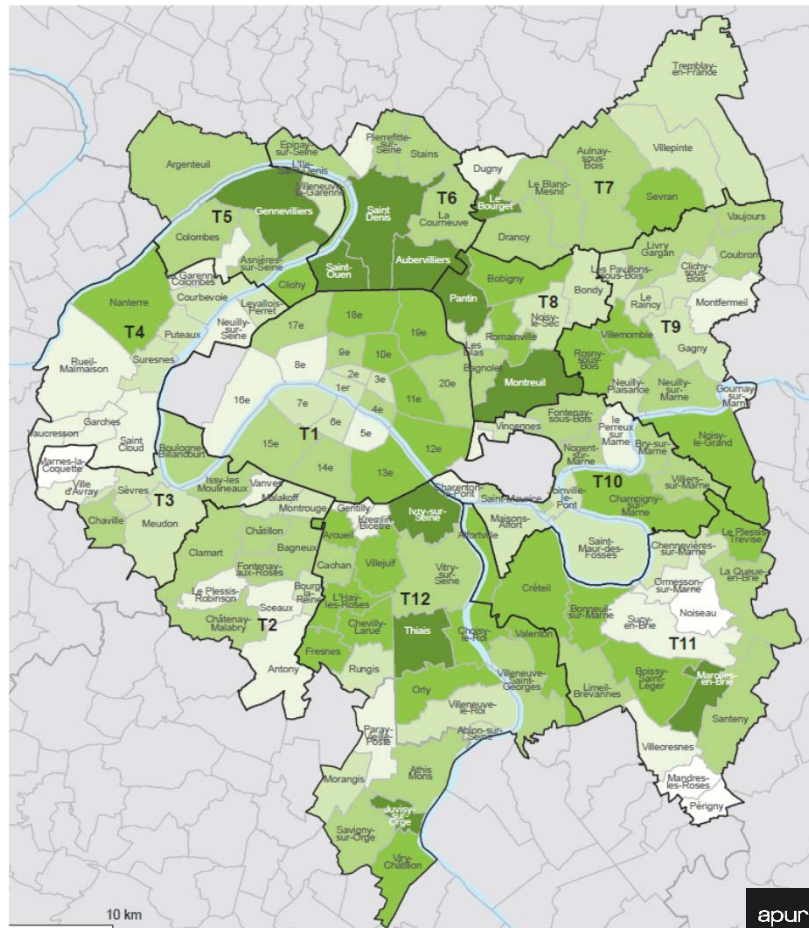 Tremblay-
en-France
Epinay-
sur-Seine
Pierrefitte-
sur-
Seine
Stains
Dugny
Villepinte
Aulnay-
sous-
Bois
Argenteuil
L'Ile-
Saint-Denis
Villeneuve-
la-Garenne
T5
Gennevilliers
Saint
Denis
T6
La
Courneuve
Le
Bourget
Le Blanc-
Mesnil
T7
Sevran
Vaujours
Colombes
Asnières-
sur-Seine
Saint-
Ouen
Aubervilliers
Drancy
Livry
Gargan
Coubron
La Garenne
Colombes
Clichy
Pantin
Bobigny
Les Pavillons-
sous-Bois
Clichy-
sous-
Bois
Nanterre
Courbevoie
Levallois-
Perret
T8
Bondy
Montfermeil
T4
Puteaux
Neuilly-
sur-
Seine
17e
18e
19e
Noisy-
le-Sec
Romainville
Le
Raincy
T9
Rueil-
Malmaison
Suresnes
8e
9e
10e
Les
Lilas
Villemomble
Gagny
2e
3e
1er
Bagnolet
Rosny-
sous-
Bois
16e
7e
4e
11e
20e
Montreuil
Neuilly-
Plaisance
Neuilly-
sur-
Marne
Gournay-
sur-
Marne
Garches
6e
5e
Vaucresson
Saint
Cloud
Boulogne-
Billancourt
15e
T1
12e
Vincennes
Fontenay-
sous-Bois
le
Perreux
sur
Marne
Noisy-
le-Grand
Marnes-la-
Coquette
14e
13e
Nogent-
sur-
Marne
Bry-sur-
Marne
Ville
d'Avray
Sèvres
Issy-les
Moulineaux
Vanves
Charenton-
le-Pont
Saint-Maurice
Joinville-
le-
Pont
T10
Villiers-
sur-Marne
T3
Malakoff
Montrouge
Gentilly
Kremlin
Bicêtre
Ivry-sur-
Seine
Champigny-
sur-
Marne
Chaville
Meudon
Châtillon
Arcueil
Alfortville
Maisons-
Alfort
Saint-
Maur-des-
Fossés
Chennevières-
sur-Marne
Le Plessis-
Trévise
Clamart
Bagneux
Cachan
Villejuif
Vitry-
sur-
Seine
Fontenay-
aux-Roses
La Queue-
en-Brie
Ormesson-
sur-Marne
Le Plessis-
Robinson
Bourg
la-
Reine
L'Haÿ
les-Roses
T12
Créteil
Noiseau
Sceaux
Bonneuil-
sur-Marne
Sucy-
en-Brie
Châtenay-
Malabry
T2
Chevilly-
Larue
Thiais
Choisy-
le-Roi
Valenton
T11
Antony
Fresnes
Rungis
Villeneuve-
Saint-
Georges
Boissy-
Saint-
Léger
Marolles-
en-Brie
Orly
Limeil-
Brévannes
Santeny
Villeneuve-
le-Roi
Paray-
Vieille-
Poste
Ablon-sur-
Seine
Villecresnes
Morangis
Athis
Mons
Mandres-
les-Roses
Périgny
Juvisy-
sur-
Orge
Savigny-
sur-Orge
Viry-
Châtillon
10 km
apur